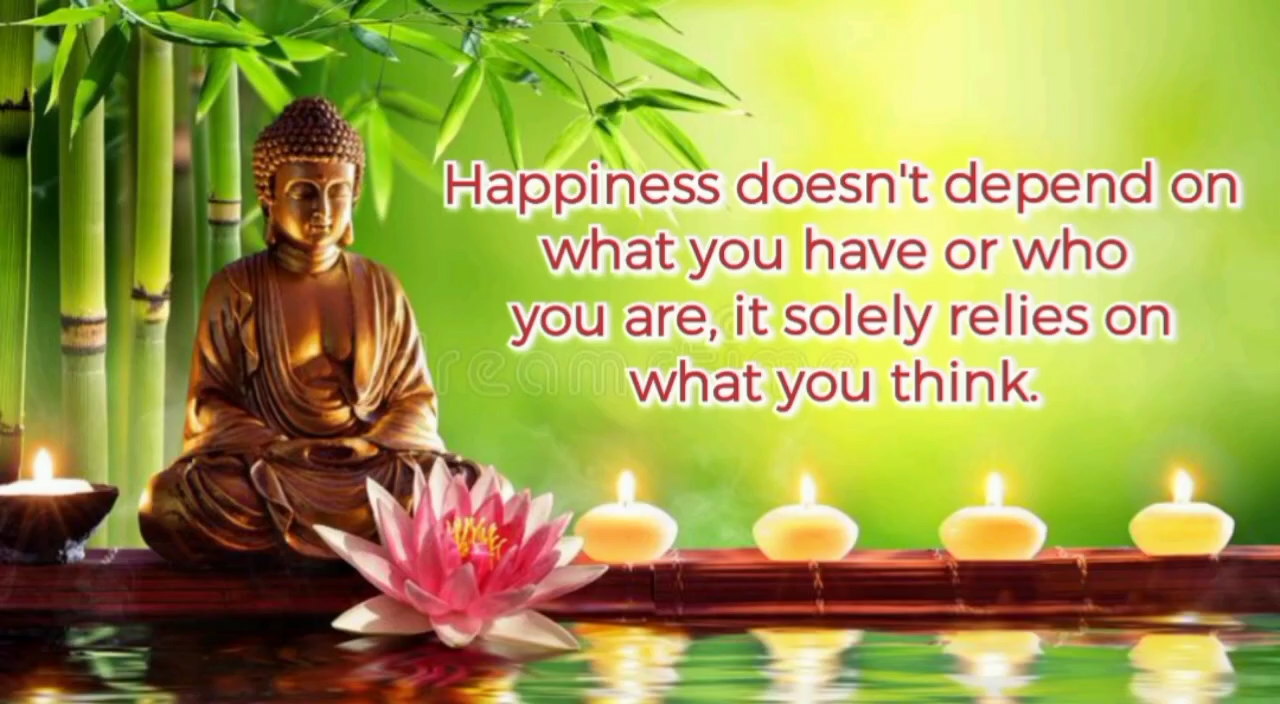 Happiness doesn't depend on
what you have or who
you are, it solely relies on
what you think.